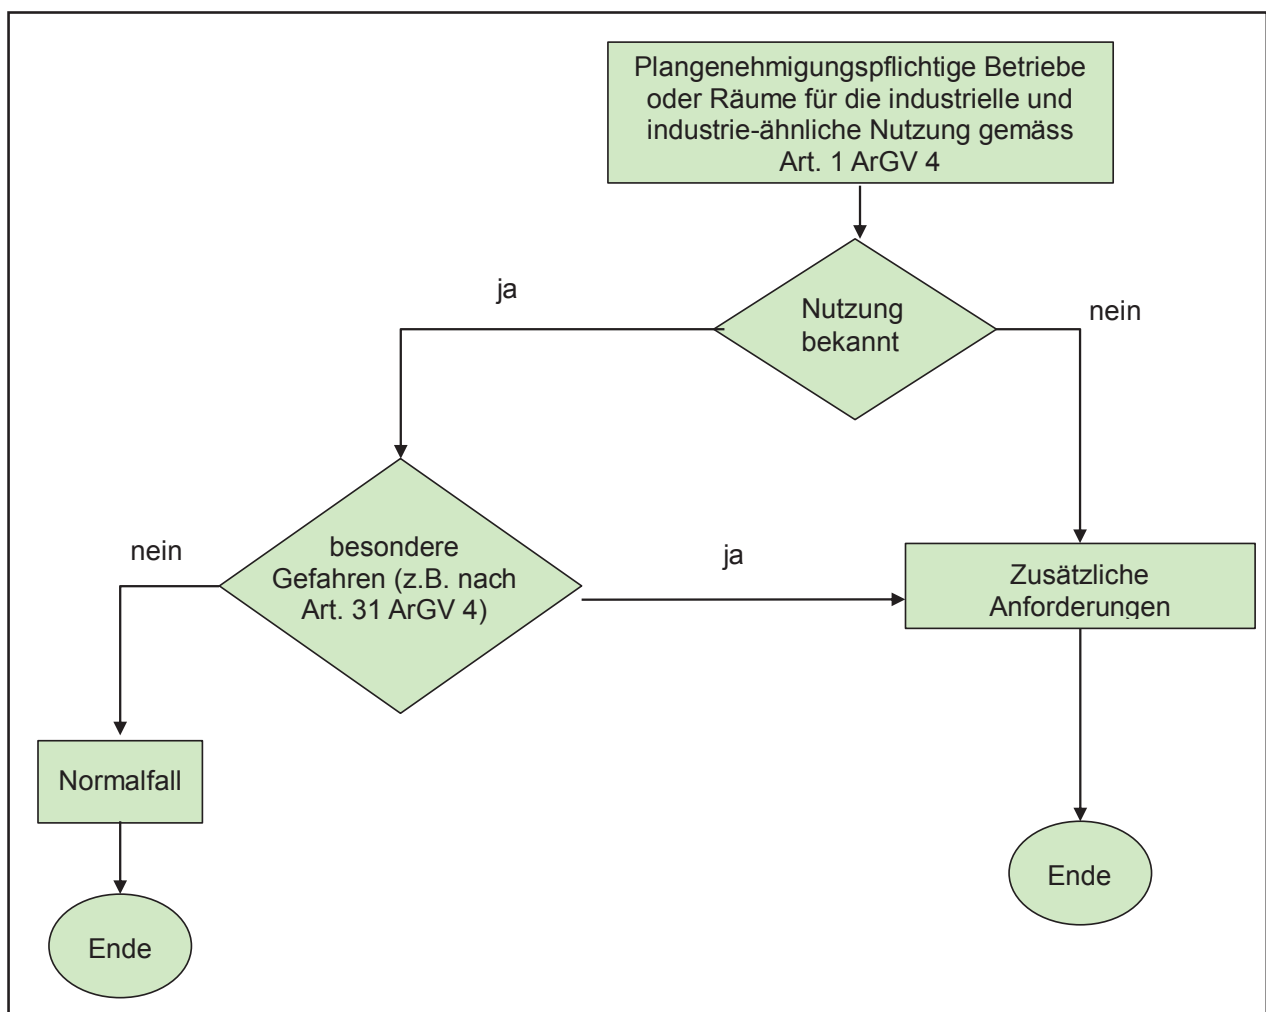 Plangenehmigungspflichtige Betriebe
oder Räume für die industrielle und
industrie-ähnliche Nutzung gemäss
Art. 1 ArGV 4
ja
Nutzung
bekannt
nein
nein
besondere
Gefahren (z.B. nach
Art. 31 ArGV 4)
ja
Zusätzliche
Anforderungen
Normalfall
Ende
Ende